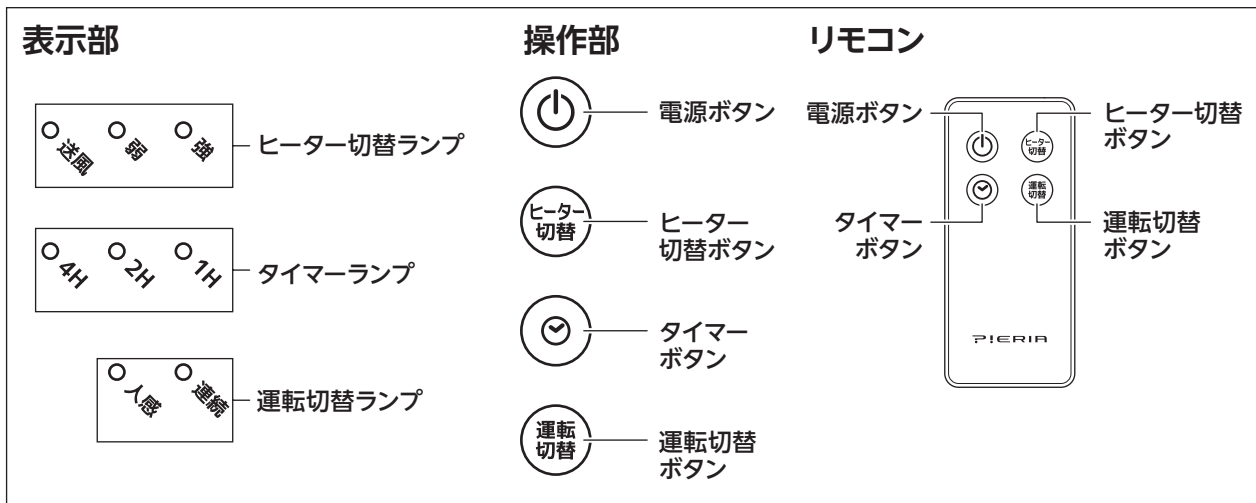 表示部
送風 弱 強
ヒーター切替ランプ
4H 2H 1H
タイマーランプ
人感 連続
運転切替ランプ
操作部
電源ボタン
ヒーター
切替
ヒーター
切替ボタン
タイマー
ボタン
運転
切替
運転切替
ボタン
リモコン
電源ボタン
ヒーター切替
ボタン
ヒーター
切替
運転
切替
タイマー
ボタン
運転切替
ボタン
PIERIA